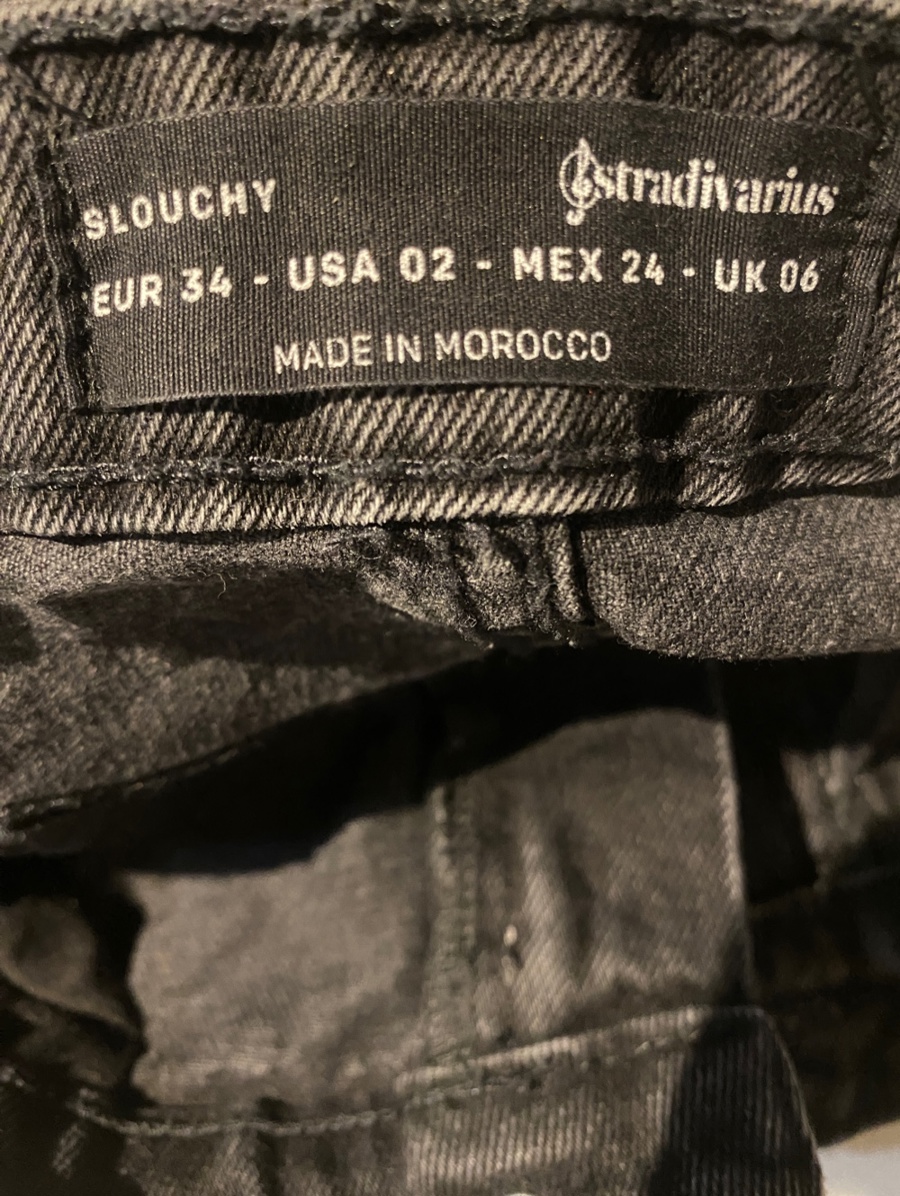 SLOUCHY stradivarius
EUR 34 - USA 02 - MEX 24 - UK 06
MADE IN MOROCCO